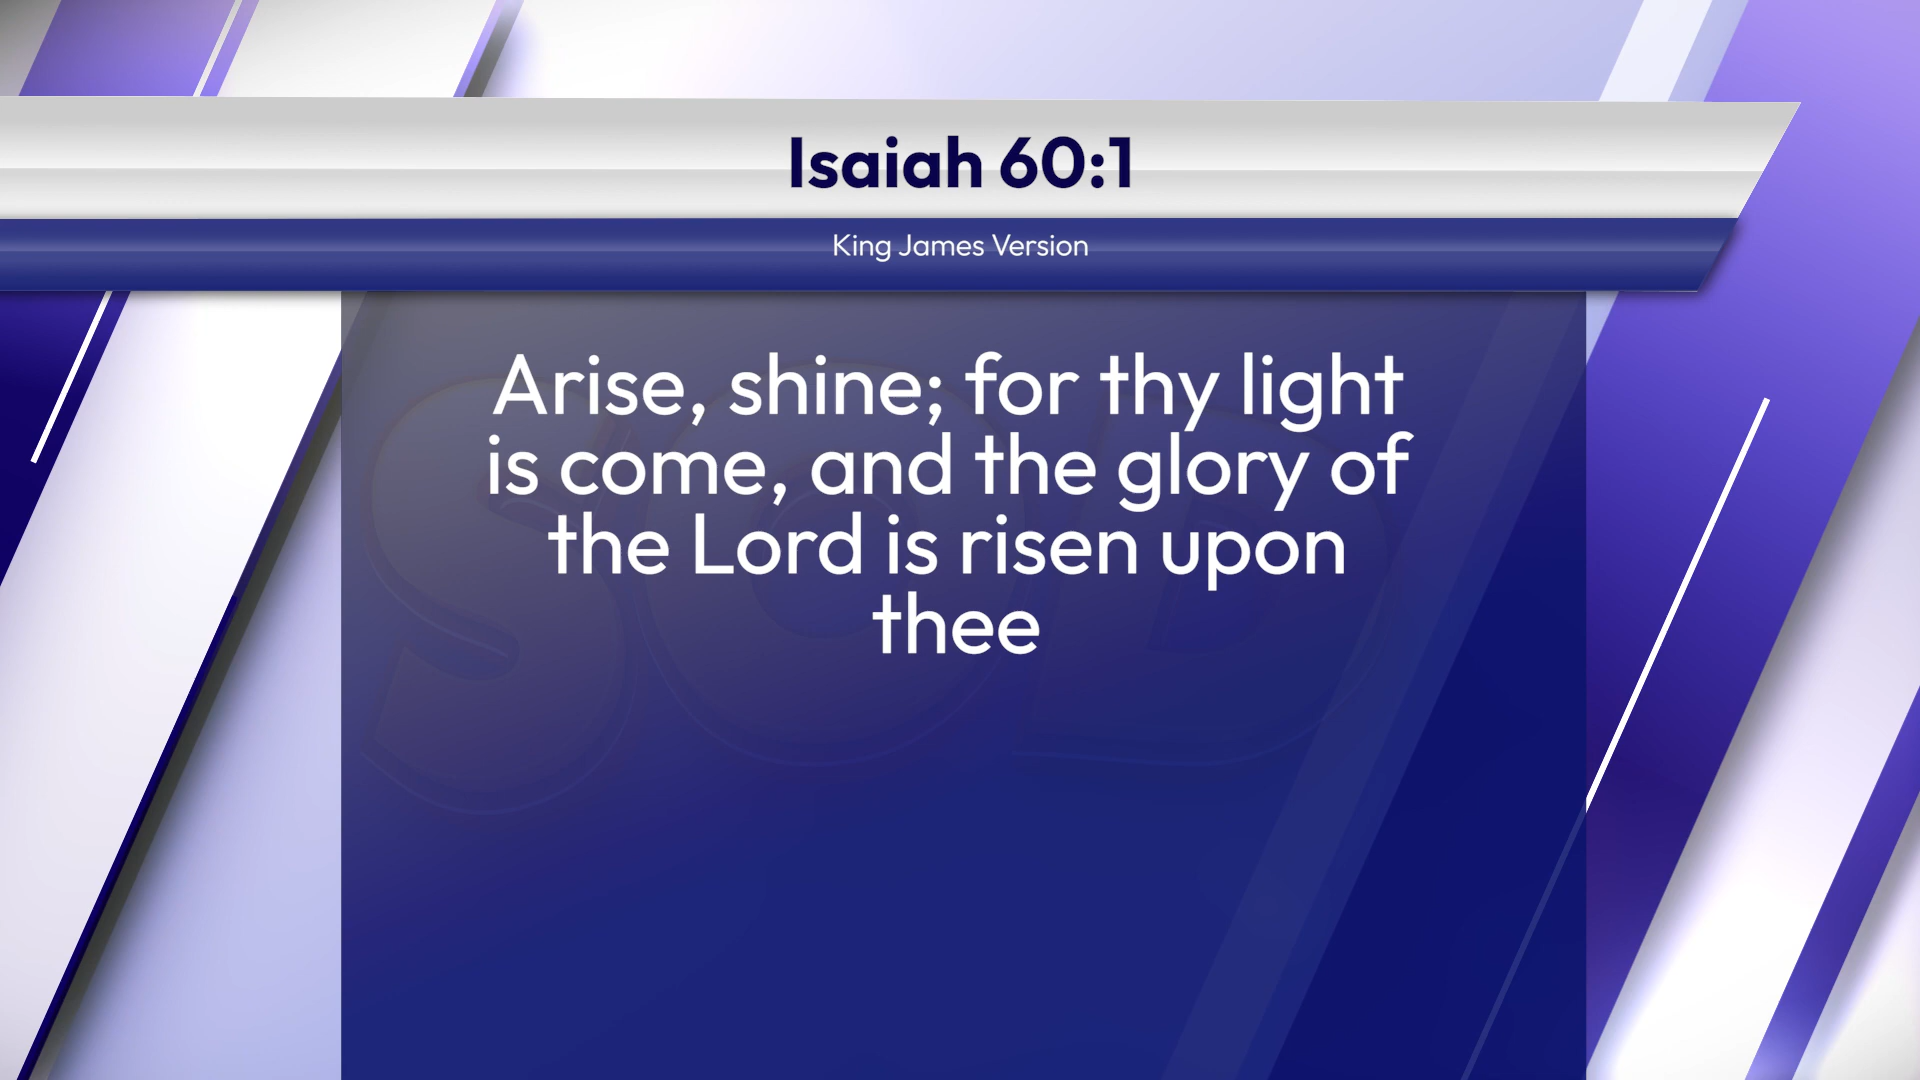 Isaiah 60:1
King James Version
Arise, shine; for thy light
is come, and the glory of
the Lord is risen upon
thee
SOD